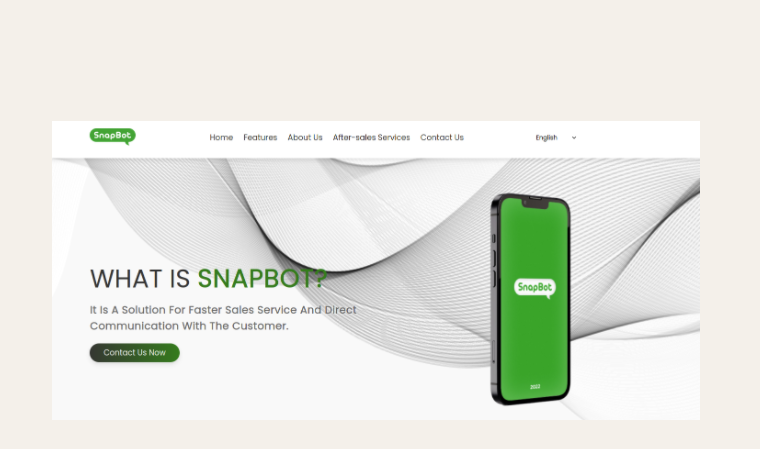 SnapBot
Home Features About Us After-sales Services Contact Us English
WHAT IS SNAPBOT?
It Is A Solution For Faster Sales Service And Direct
Communication With The Customer.
Contact Us Now
SnapBot
2022